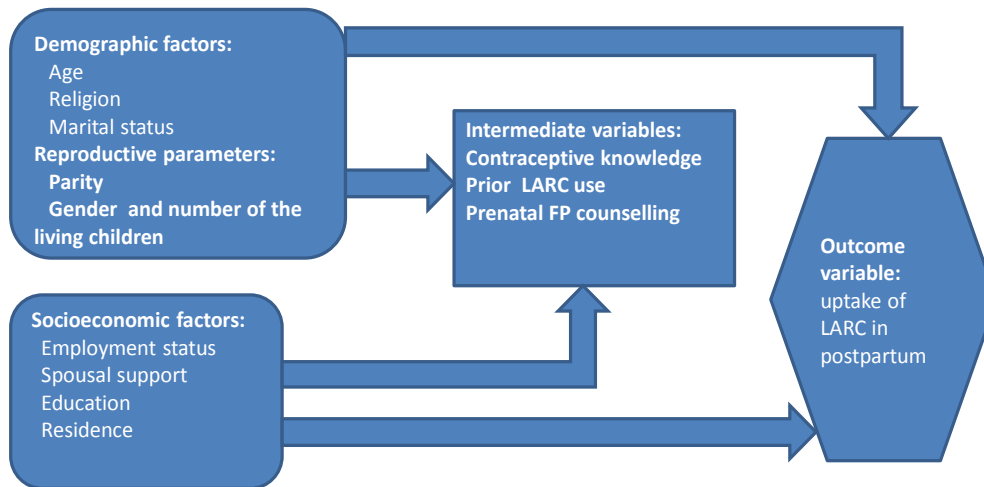 Demographic factors:
Age
Religion
Marital status
Reproductive parameters:
Parity
Gender and number of the
living children
Intermediate variables:
Contraceptive knowledge
Prior LARC use
Prenatal FP counselling
Outcome
variable:
uptake of
LARC in
postpartum
Socioeconomic factors:
Employment status
Spousal support
Education
Residence